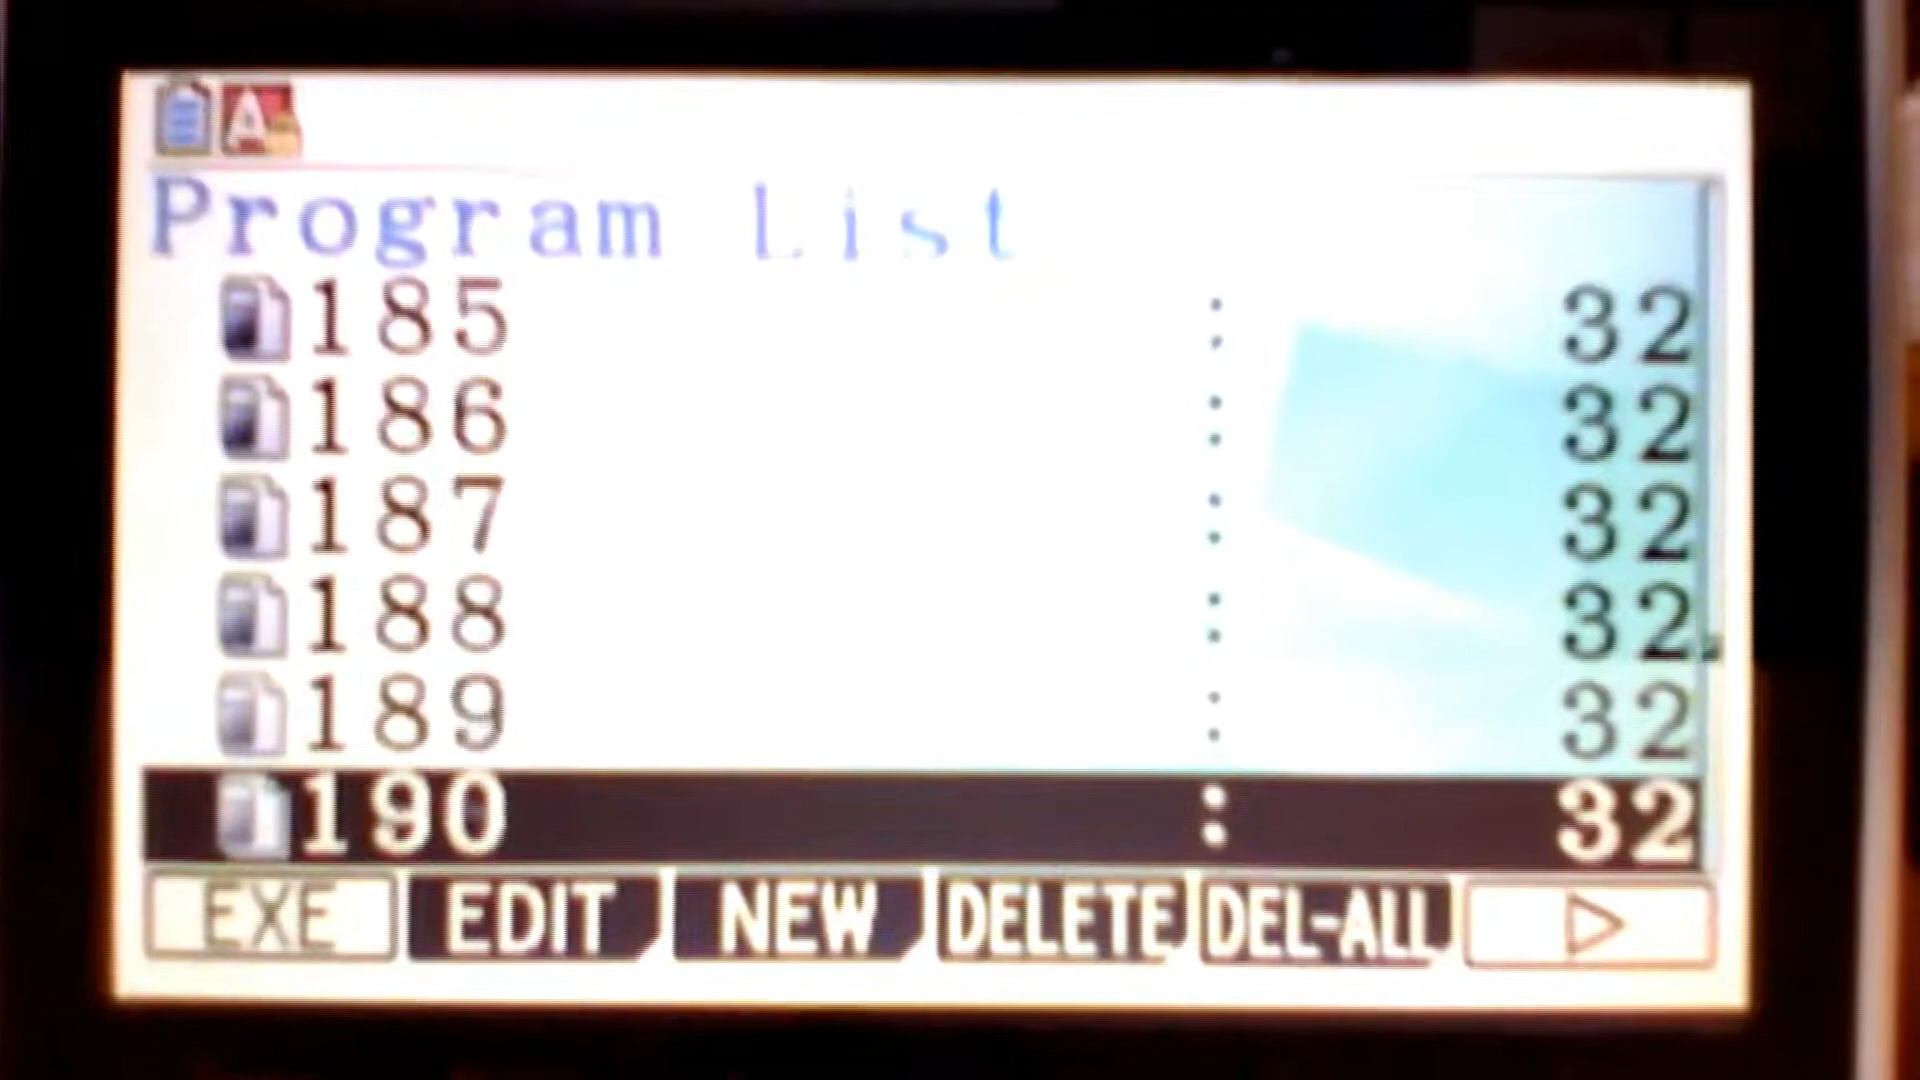 A
Program List
185 : 32
186 : 32
187 : 32
188 : 32
189 : 32
190 : 32
EXE EDIT NEW DELETE DEL-ALL